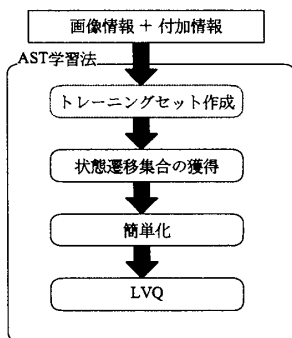 画像情報 + 付加情報
AST学習法
トレーニングセット作成
状態遷移集合の獲得
簡単化
LVQ